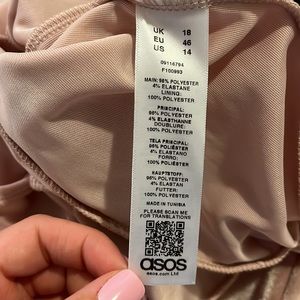 UK 18
EU 46
US 14
09116794
F100993
MAIN: 96% POLYESTER
4% ELASTANE
LINING:
100% POLYESTER
PRINCIPAL:
96% POLYESTER
4% ELASTHANNE
DOUBLURE:
100% POLYESTER
TELA PRINCIPAL:
96% POLIÉSTER
4% ELASTANO
FORRO:
100% POLIÉSTER
HAUPTSTOFF:
96% POLYESTER
4% ELASTAN
FUTTER:
100% POLYESTER
MADE IN TUNISIA
PLEASE SCAN ME
FOR TRANSLATIONS
asos
asos.com Ltd